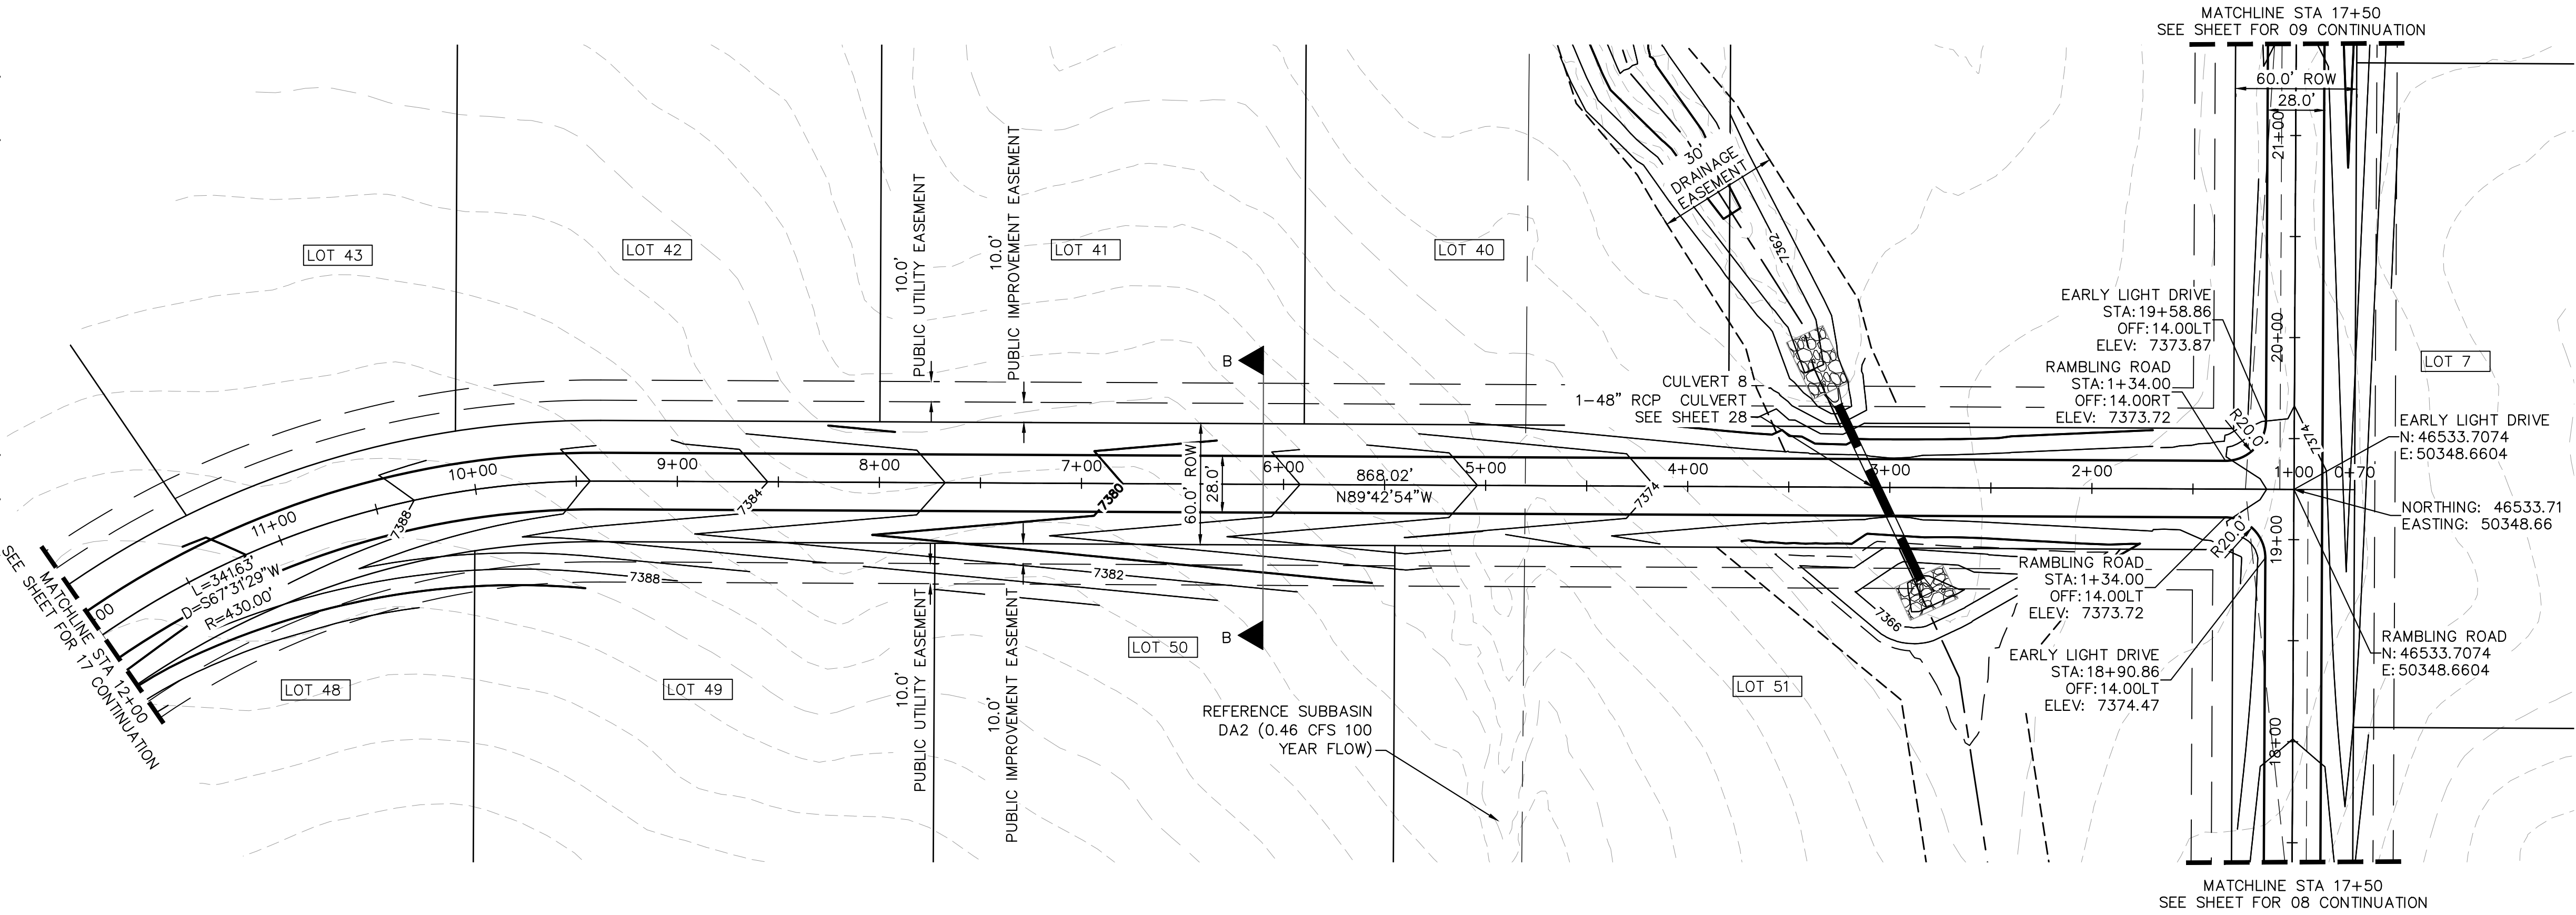 MATCHLINE STA 17+50
SEE SHEET FOR 09 CONTINUATION
60.0' ROW
28.0'
21+00
20+00
19+00
18+00
LOT 43
LOT 42
LOT 41
LOT 40
LOT 7
10.0'
PUBLIC UTILITY EASEMENT
10.0'
PUBLIC IMPROVEMENT EASEMENT
30'
DRAINAGE
EASEMENT
7362
B
CULVERT 8
1-48" RCP CULVERT
SEE SHEET 28
EARLY LIGHT DRIVE
STA:19+58.86
OFF:14.00LT
ELEV: 7373.87
RAMBLING ROAD
STA:1+34.00
OFF:14.00RT
ELEV: 7373.72
R20.0'
7374
EARLY LIGHT DRIVE
N:46533.7074
E:50348.6604
NORTHING: 46533.71
EASTING: 50348.66
RAMBLING ROAD
N:46533.7074
E:50348.6604
00
11+00
10+00
9+00
8+00
7+00
6+00
5+00
4+00
3+00
2+00
1+00
0+70
868.02'
N89°42'54"W
60.0' ROW
28.0'
7388
7384
7380
7374
L=341.63'
D=S67°31'29"W
R=430.00'
MATCHLINE STA 12+00
SEE SHEET FOR 17 CONTINUATION
7388
7382
7366
R20.0'
RAMBLING ROAD
STA:1+34.00
OFF:14.00LT
ELEV: 7373.72
EARLY LIGHT DRIVE
STA:18+90.86
OFF:14.00LT
ELEV: 7374.47
B
LOT 48
LOT 49
LOT 50
LOT 51
10.0'
PUBLIC UTILITY EASEMENT
10.0'
PUBLIC IMPROVEMENT EASEMENT
REFERENCE SUBBASIN
DA2 (0.46 CFS 100
YEAR FLOW)
MATCHLINE STA 17+50
SEE SHEET FOR 08 CONTINUATION